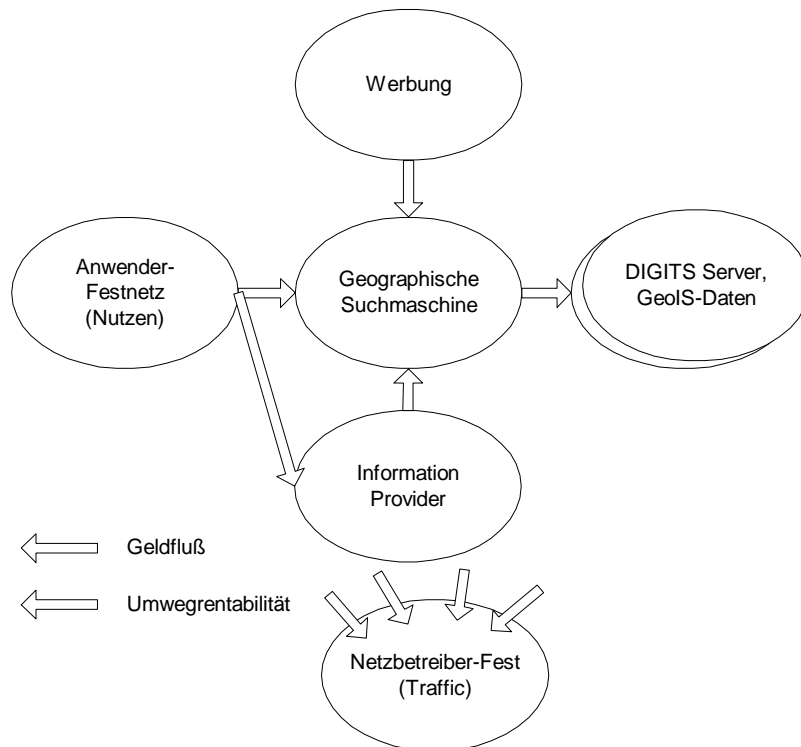 Werbung
Anwender-
Festnetz
(Nutzen)
Geographische
Suchmaschine
DIGITS Server,
GeoIS-Daten
Information
Provider
Geldfluß
Umwegrentabilität
Netzbetreiber-Fest
(Traffic)